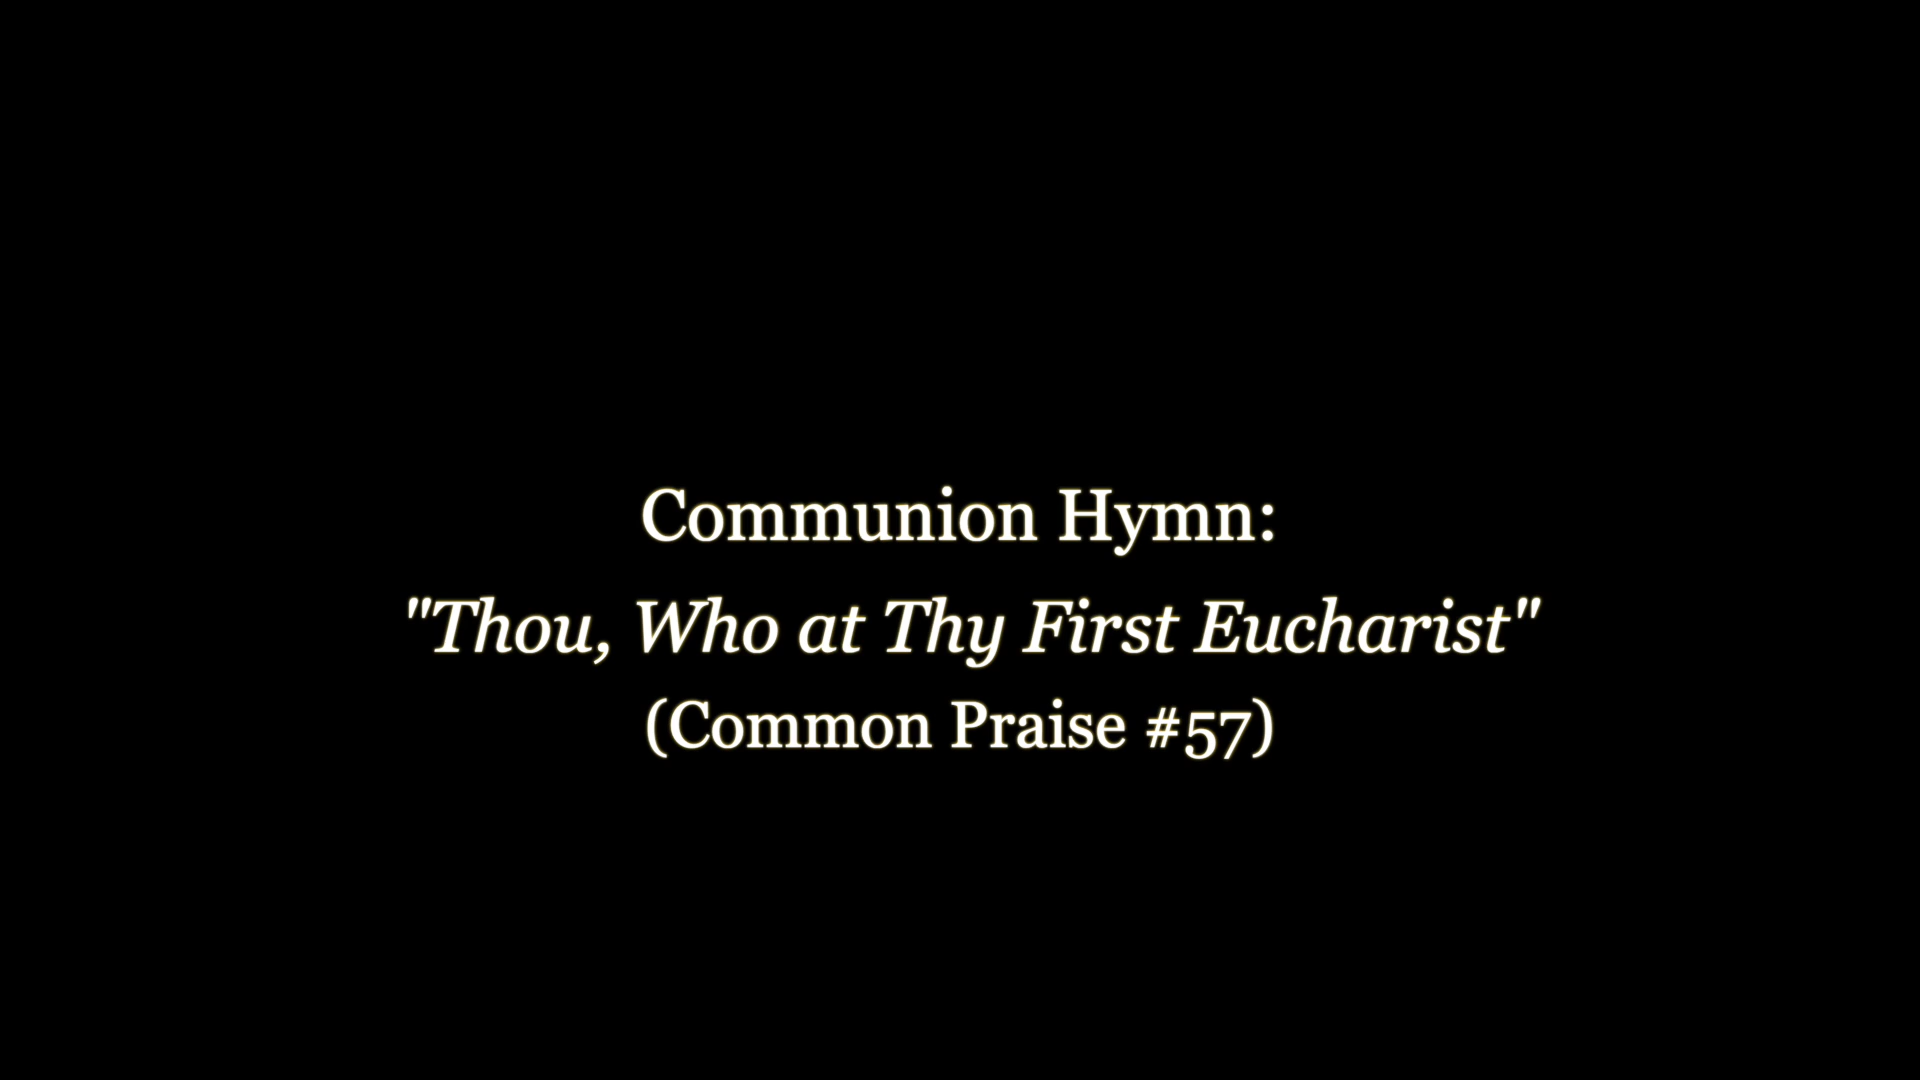 Communion Hymn:
"Thou, Who at Thy First Eucharist"
(Common Praise #57)